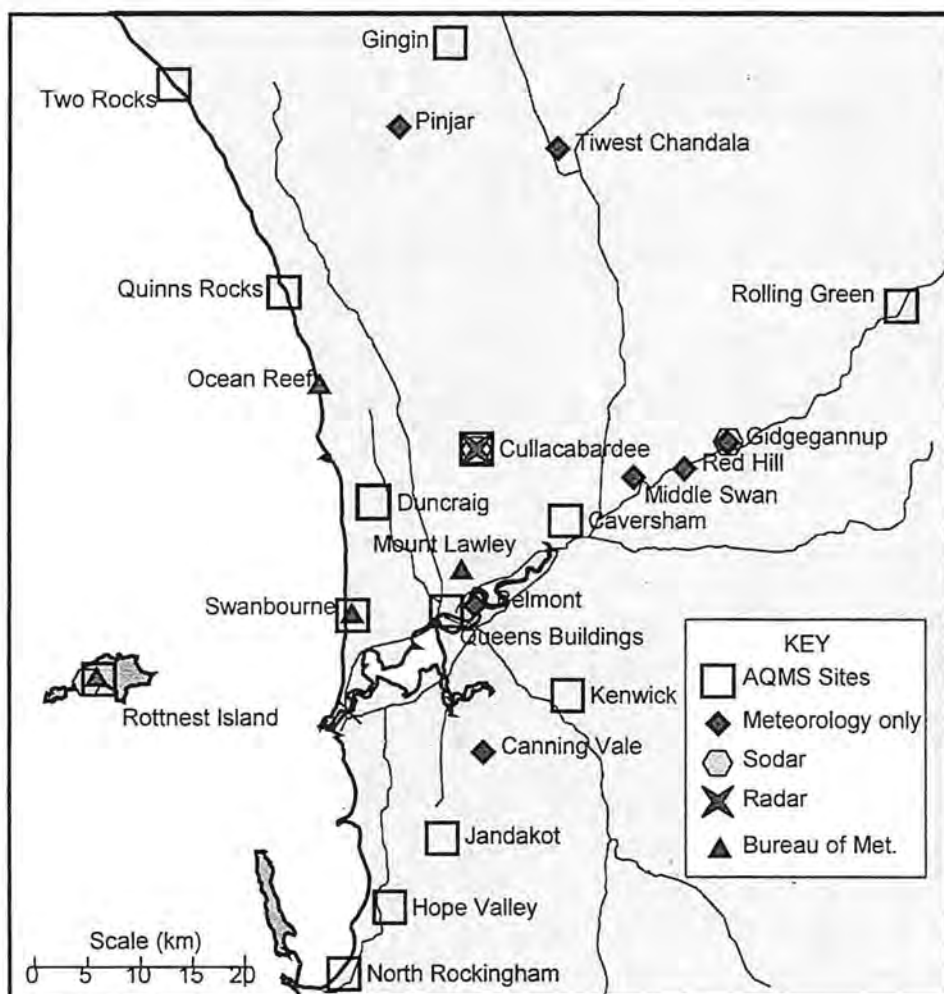 Gingin
Two Rocks
Pinjar
Tiwest Chandala
Quinns Rocks
Rolling Green
Ocean Reef
Cullacabardee
Gidgegannup
Red Hill
Middle Swan
Duncraig
Caversham
Mount Lawley
Swanbourne
Belmont
Queens Buildings
KEY
AQMS Sites
Kenwick
Rottnest Island
Meteorology only
Canning Vale
Sodar
Radar
Jandakot
Bureau of Met.
Hope Valley
Scale (km)
0 5 10 15 20
North Rockingham